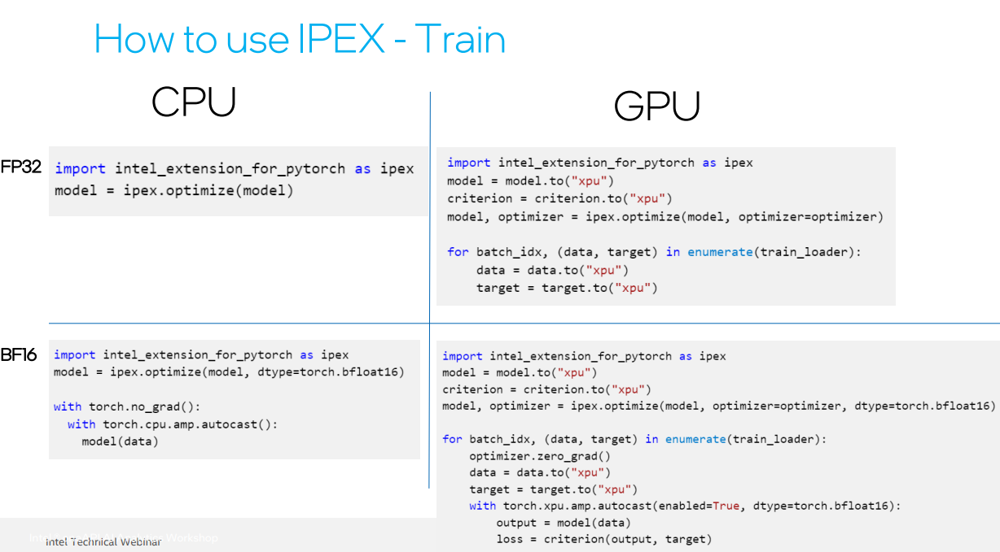 How to use IPEX - Train
CPU
GPU
FP32
import intel_extension_for_pytorch as ipex
model = ipex.optimize(model)
import intel_extension_for_pytorch as ipex
model = model.to("xpu")
criterion = criterion.to("xpu")
model, optimizer = ipex.optimize(model, optimizer=optimizer)
for batch_idx, (data, target) in enumerate(train_loader):
    data = data.to("xpu")
    target = target.to("xpu")
BF16
import intel_extension_for_pytorch as ipex
model = ipex.optimize(model, dtype=torch.bfloat16)
with torch.no_grad():
  with torch.cpu.amp.autocast():
    model(data)
import intel_extension_for_pytorch as ipex
model = model.to("xpu")
criterion = criterion.to("xpu")
model, optimizer = ipex.optimize(model, optimizer=optimizer, dtype=torch.bfloat16)
for batch_idx, (data, target) in enumerate(train_loader):
    optimizer.zero_grad()
    data = data.to("xpu")
    target = target.to("xpu")
    with torch.xpu.amp.autocast(enabled=True, dtype=torch.bfloat16):
        output = model(data)
        loss = criterion(output, target)
Workshop
Intel Technical Webinar